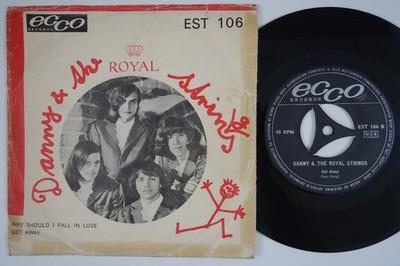 ecco
RECORDS
EST 106
ROYAL
Danny & the Strings
WHY SHOULD I FALL IN LOVE
GET AWAY
ecco
RECORDS
45 RPM
EST 106 B
DANNY & THE ROYAL STRINGS
Get Away